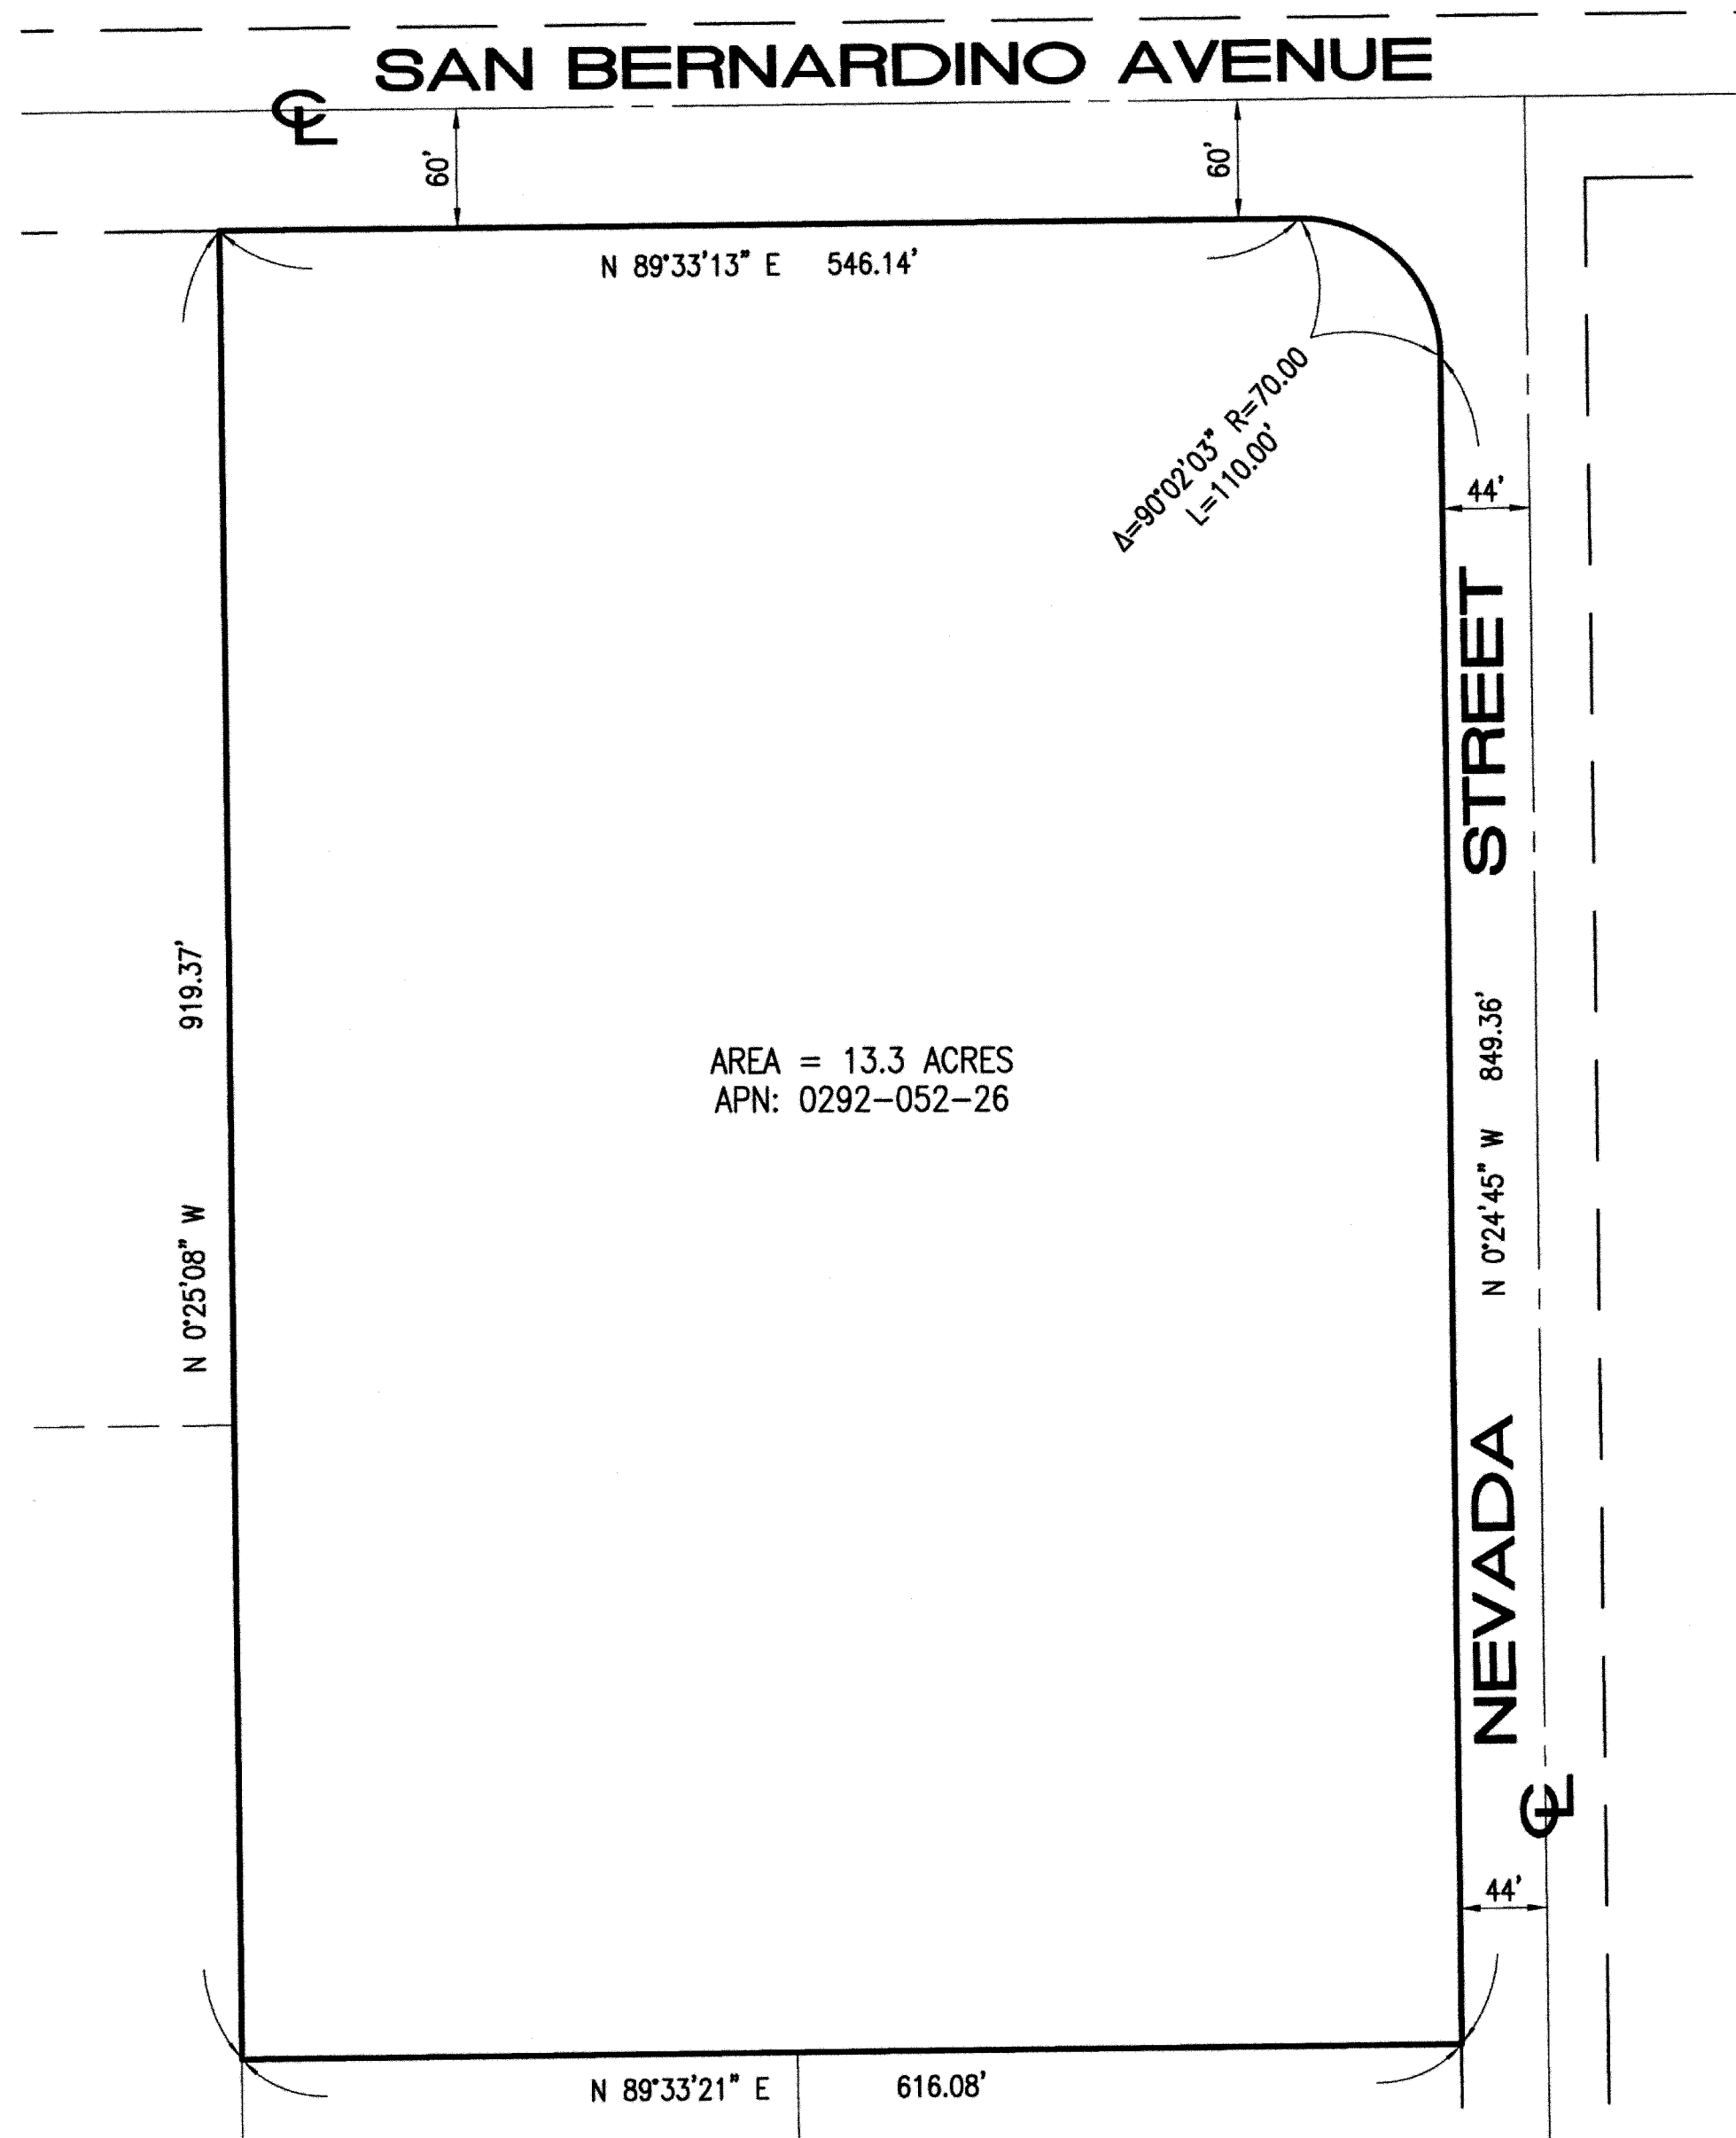 SAN BERNARDINO AVENUE
CL
60'
60'
N 89°33'13" E 546.14'
Δ=90°02'03" R=70.00
L=110.00'
44'
NEVADA STREET
919.37'
N 0°25'08" W
N 0°24'45" W 849.36'
AREA = 13.3 ACRES
APN: 0292-052-26
CL
44'
N 89°33'21" E 616.08'